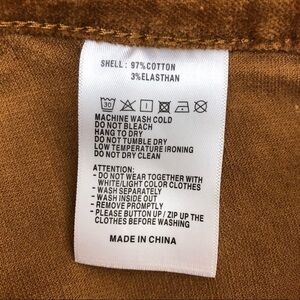 SHELL: 97%COTTON
3%ELASTHAN
30
MACHINE WASH COLD
DO NOT BLEACH
HANG TO DRY
DO NOT TUMBLE DRY
LOW TEMPERATURE IRONING
DO NOT DRY CLEAN
ATTENTION:
- DO NOT WEAR TOGETHER WITH
WHITE/LIGHT COLOR CLOTHES
- WASH SEPARATELY
- WASH INSIDE OUT
- REMOVE PROMPTLY
- PLEASE BUTTON UP / ZIP UP THE
CLOTHES BEFORE WASHING
MADE IN CHINA